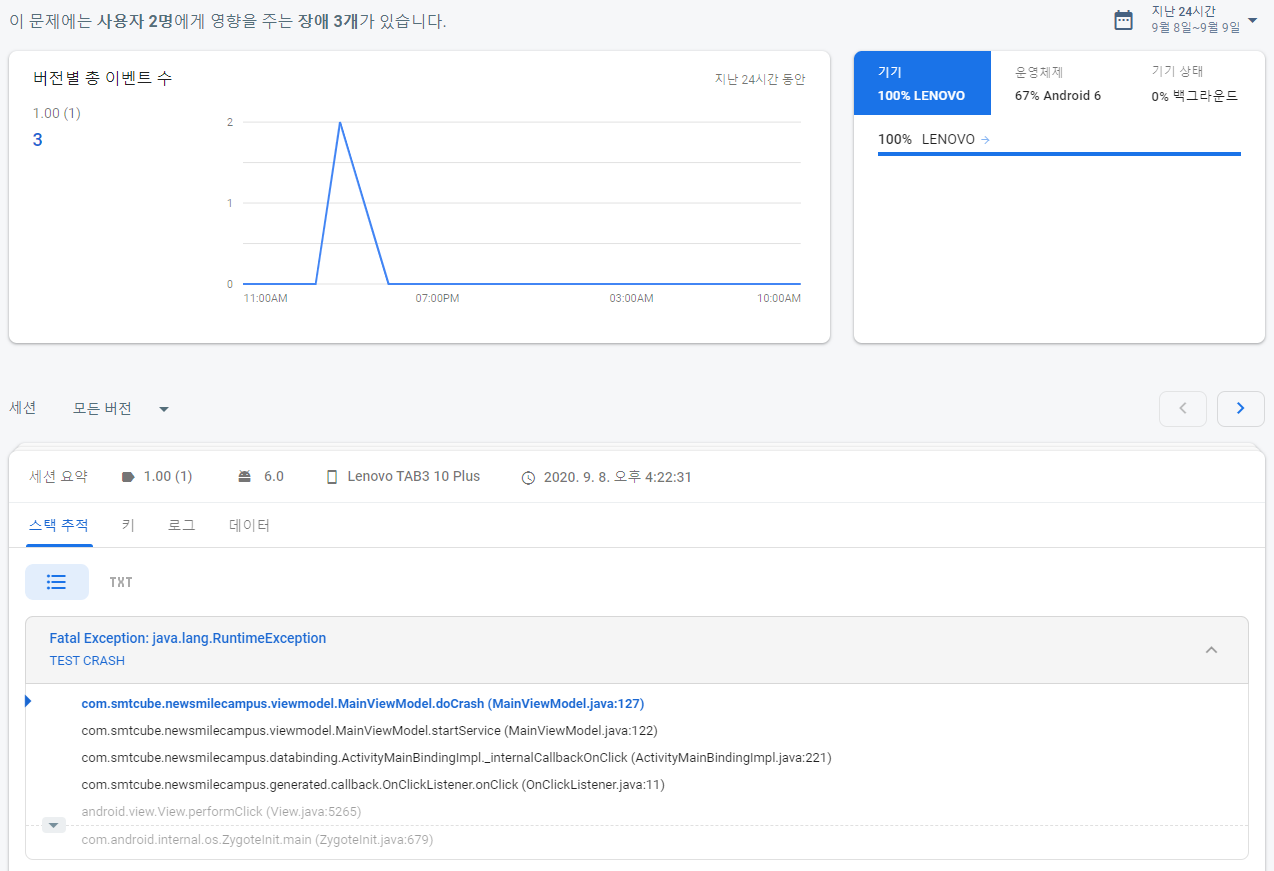 이 문제에는 사용자 2명에게 영향을 주는 장애 3개가 있습니다.
지난 24시간
9월 8일~9월 9일
버전별 총 이벤트 수
지난 24시간 동안
1.00 (1)
3
2
1
0
11:00AM
07:00PM
03:00AM
10:00AM
기기
100% LENOVO
운영체제
67% Android 6
기기 상태
0% 백그라운드
100% LENOVO →
세션
모든 버전
세션 요약
1.00 (1)
6.0
Lenovo TAB3 10 Plus
2020. 9. 8. 오후 4:22:31
스택 추적
키
로그
데이터
TXT
Fatal Exception: java.lang.RuntimeException
TEST CRASH
com.smtcube.newsmilecampus.viewmodel.MainViewModel.doCrash (MainViewModel.java:127)
com.smtcube.newsmilecampus.viewmodel.MainViewModel.startService (MainViewModel.java:122)
com.smtcube.newsmilecampus.databinding.ActivityMainBindingImpl._internalCallbackOnClick (ActivityMainBindingImpl.java:221)
com.smtcube.newsmilecampus.generated.callback.OnClickListener.onClick (OnClickListener.java:11)
android.view.View.performClick (View.java:5265)
com.android.internal.os.ZygoteInit.main (ZygoteInit.java:679)